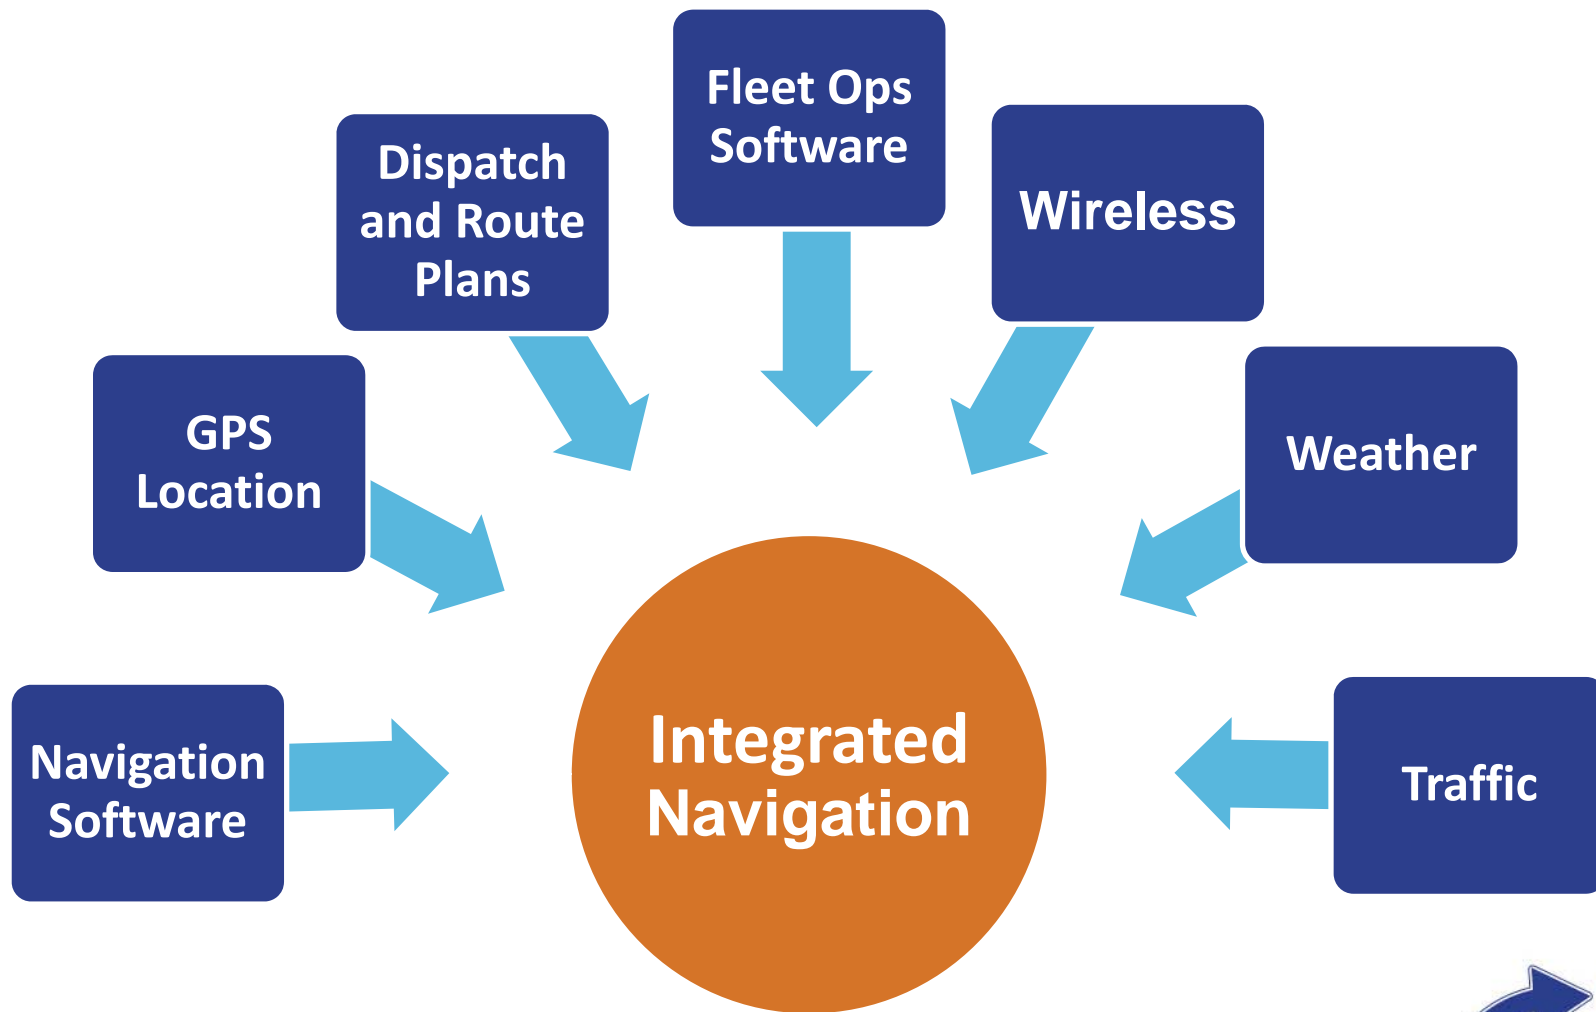 Fleet Ops
Software
Dispatch
and Route
Plans
Wireless
GPS
Location
Weather
Navigation
Software
Integrated
Navigation
Traffic